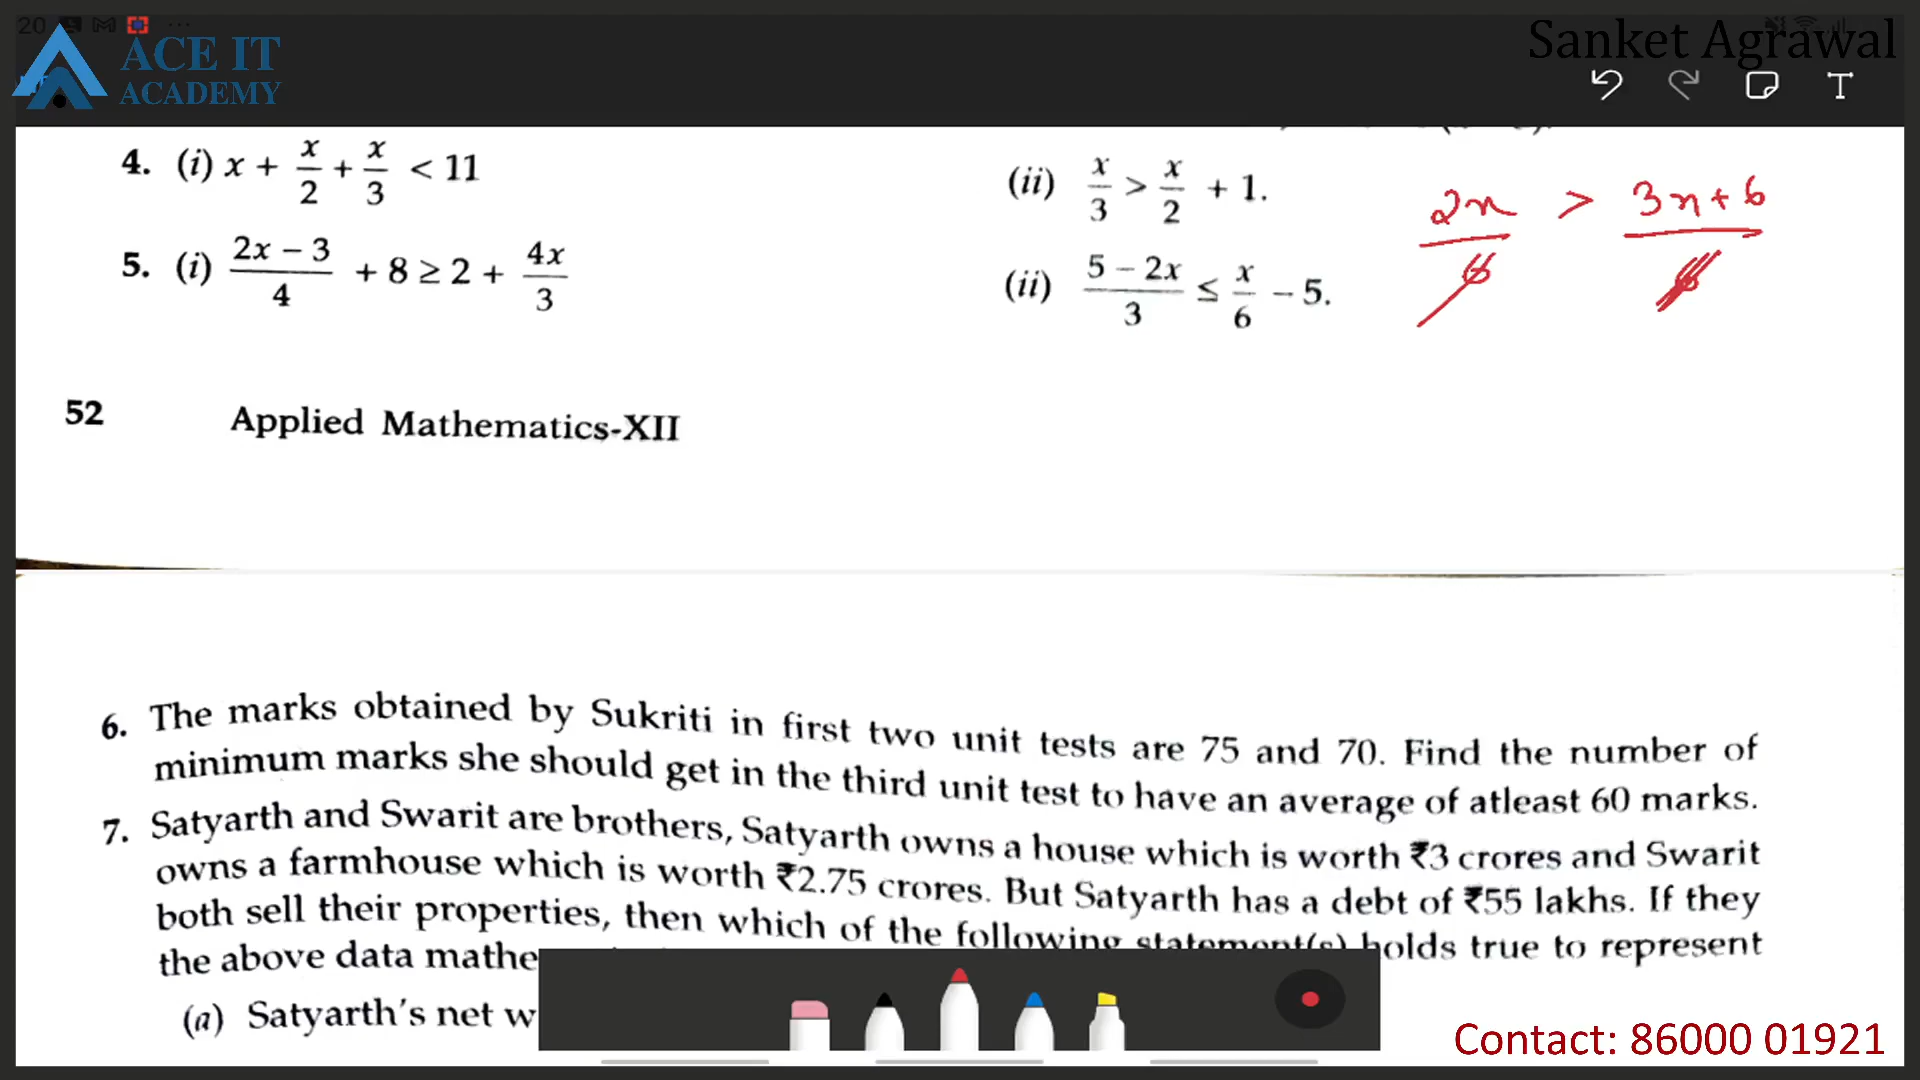 20
ACE IT
ACADEMY
Sanket Agrawal
T
4. (i) x + x/2 + x/3 < 11
(ii) x/3 > x/2 + 1.
2x/6 > 3x+6/6
5. (i) 2x – 3/4 + 8 ≥ 2 + 4x/3
(ii) 5 – 2x/3 ≤ x/6 – 5.
52 Applied Mathematics-XII
6. The marks obtained by Sukriti in first two unit tests are 75 and 70. Find the number of
minimum marks she should get in the third unit test to have an average of atleast 60 marks.
7. Satyarth and Swarit are brothers, Satyarth owns a house which is worth ₹3 crores and Swarit
owns a farmhouse which is worth ₹2.75 crores. But Satyarth has a debt of ₹55 lakhs. If they
both sell their properties, then which of the following statement(s) holds true to represent
the above data mathe
(a) Satyarth's net w
Contact: 86000 01921